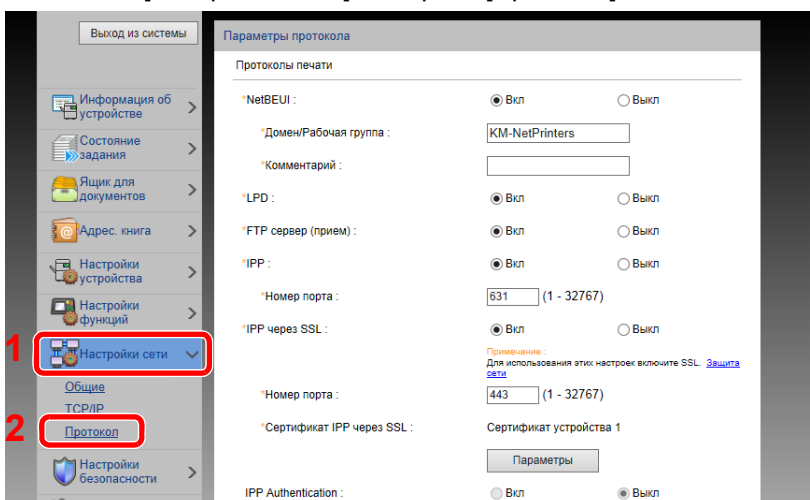 Выход из системы
Информация об
устройстве
Состояние
задания
Ящик для
документов
Адрес. книга
Настройки
устройства
Настройки
функций
1
Настройки сети
Общие
TCP/IP
2
Протокол
Настройки
безопасности
Параметры протокола
Протоколы печати
*NetBEUI : Вкл Выкл
*Домен/Рабочая группа : KM-NetPrinters
*Комментарий :
*LPD : Вкл Выкл
*FTP сервер (прием) : Вкл Выкл
*IPP : Вкл Выкл
*Номер порта : 631 (1 - 32767)
*IPP через SSL : Вкл Выкл
Примечание :
Для использования этих настроек включите SSL. Защита
сети
*Номер порта : 443 (1 - 32767)
*Сертификат IPP через SSL : Сертификат устройства 1
Параметры
IPP Authentication : Вкл Выкл